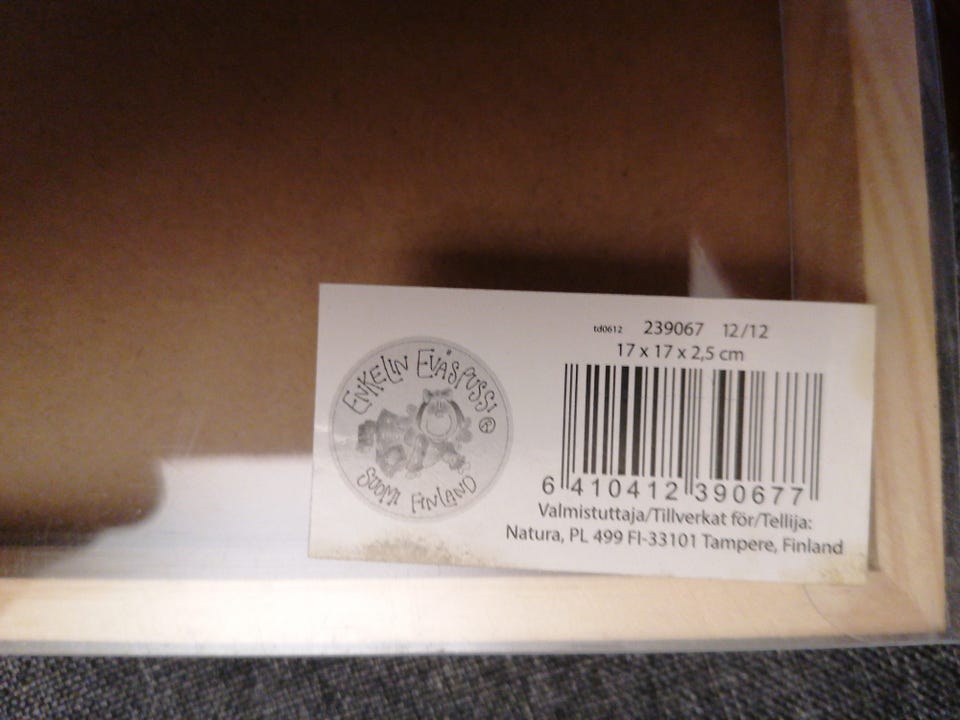 ENKELIN EVÄSPUSSI ®
SUOMI FINLAND
td0612 239067 12/12
17 x 17 x 2,5 cm
6 410412 390677
Valmistuttaja/Tillverkat för/Tellija:
Natura, PL 499 FI-33101 Tampere, Finland